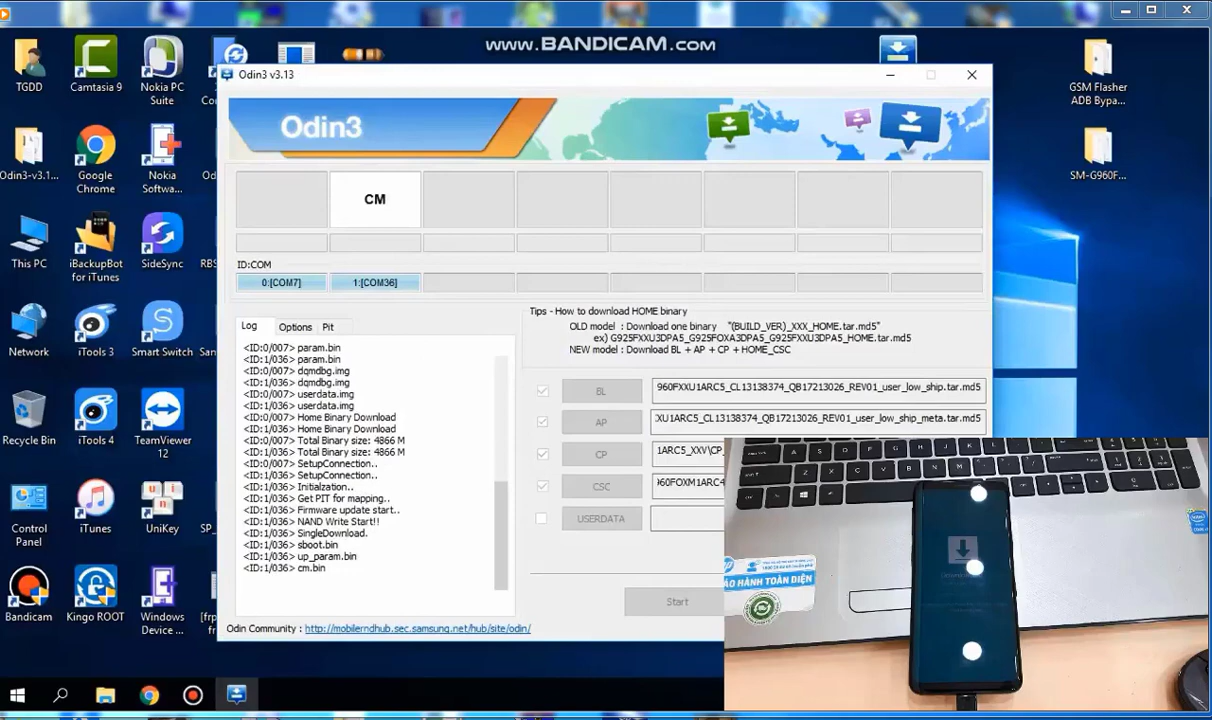 www.BANDICAM.com
TGDD
Camtasia 9
Nokia PC
Suite
GSM Flasher
ADB Bypa...
Odin3-v3.1...
Google
Chrome
Nokia
Softwa...
SM-G960F...
This PC
iBackupBot
for iTunes
SideSync
Network
iTools 3
Smart Switch
Recycle Bin
iTools 4
TeamViewer
12
Control
Panel
iTunes
UniKey
Bandicam
Kingo ROOT
Windows
Device ...
Odin3 v3.13
Odin3
CM
ID:COM
0:[COM7]
1:[COM36]
Log
Options
Pit
<ID:0/007> param.bin
<ID:1/036> param.bin
<ID:0/007> dqmdbg.img
<ID:1/036> dqmdbg.img
<ID:0/007> userdata.img
<ID:1/036> userdata.img
<ID:0/007> Home Binary Download
<ID:1/036> Home Binary Download
<ID:0/007> Total Binary size: 4866 M
<ID:1/036> Total Binary size: 4866 M
<ID:0/007> SetupConnection..
<ID:1/036> SetupConnection..
<ID:1/036> Initialzation..
<ID:1/036> Get PIT for mapping..
<ID:1/036> Firmware update start..
<ID:1/036> NAND Write Start!!
<ID:1/036> SingleDownload.
<ID:1/036> sboot.bin
<ID:1/036> up_param.bin
<ID:1/036> cm.bin
Tips - How to download HOME binary
OLD model : Download one binary "(BUILD_VER)_XXX_HOME.tar.md5"
ex) G925FXXU3DPA5_G925FOXA3DPA5_G925FXXU3DPA5_HOME.tar.md5
NEW model : Download BL + AP + CP + HOME_CSC
BL
960FXXU1ARC5_CL13138374_QB17213026_REV01_user_low_ship.tar.md5
AP
XU1ARC5_CL13138374_QB17213026_REV01_user_low_ship_meta.tar.md5
CP
1ARC5_XXV\CP_
CSC
960FOXM1ARC4
USERDATA
Start
Odin Community : http://mobilerndhub.sec.samsung.net/hub/site/odin/
ẢO HÀNH TOÀN DIỆN